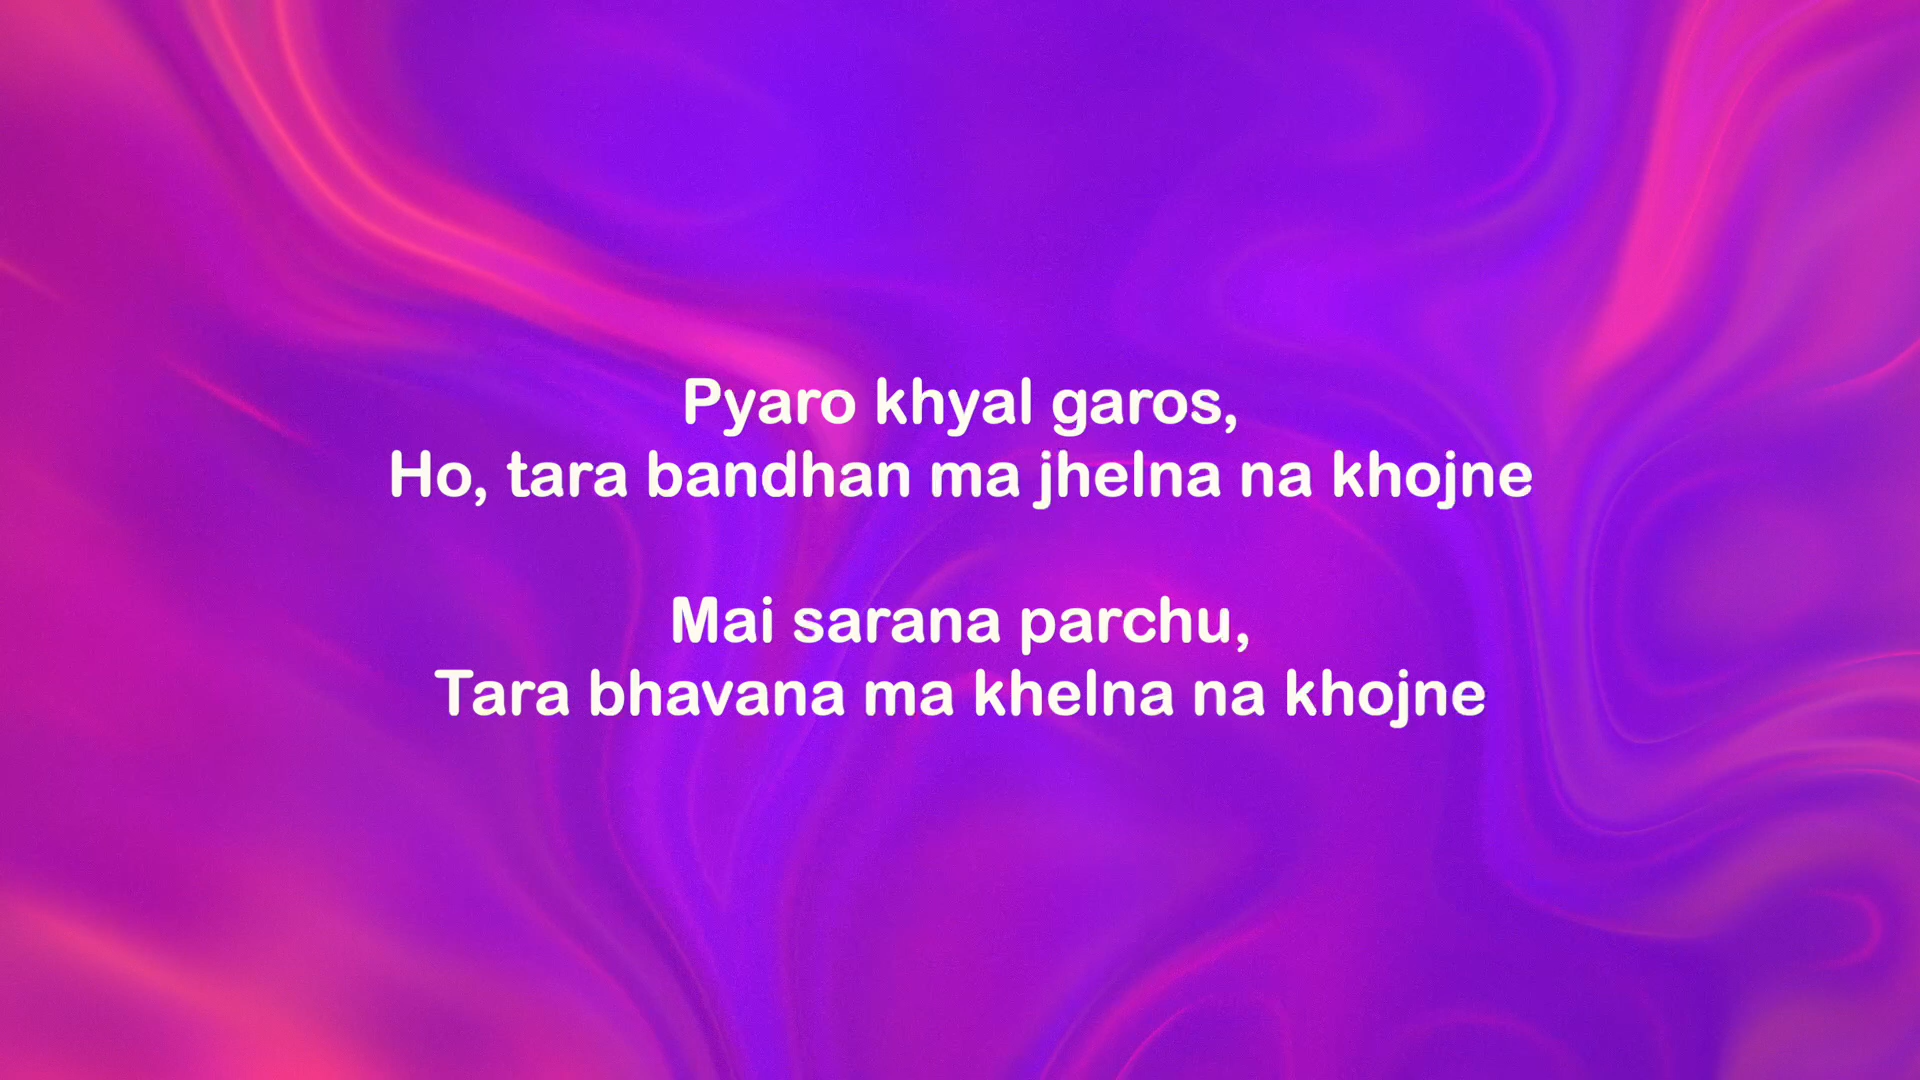 Pyaro khyal garos,
Ho, tara bandhan ma jhelna na khojne
Mai sarana parchu,
Tara bhavana ma khelna na khojne